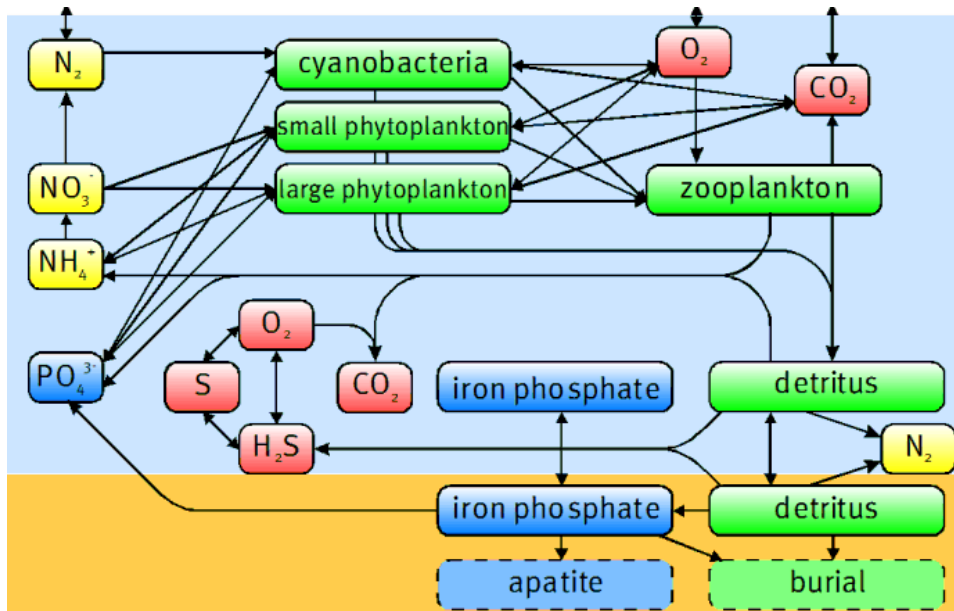 N₂
cyanobacteria
O₂
CO₂
small phytoplankton
NO₃⁻
large phytoplankton
zooplankton
NH₄⁺
O₂
PO₄³⁻
S
CO₂
iron phosphate
detritus
H₂S
N₂
iron phosphate
detritus
apatite
burial